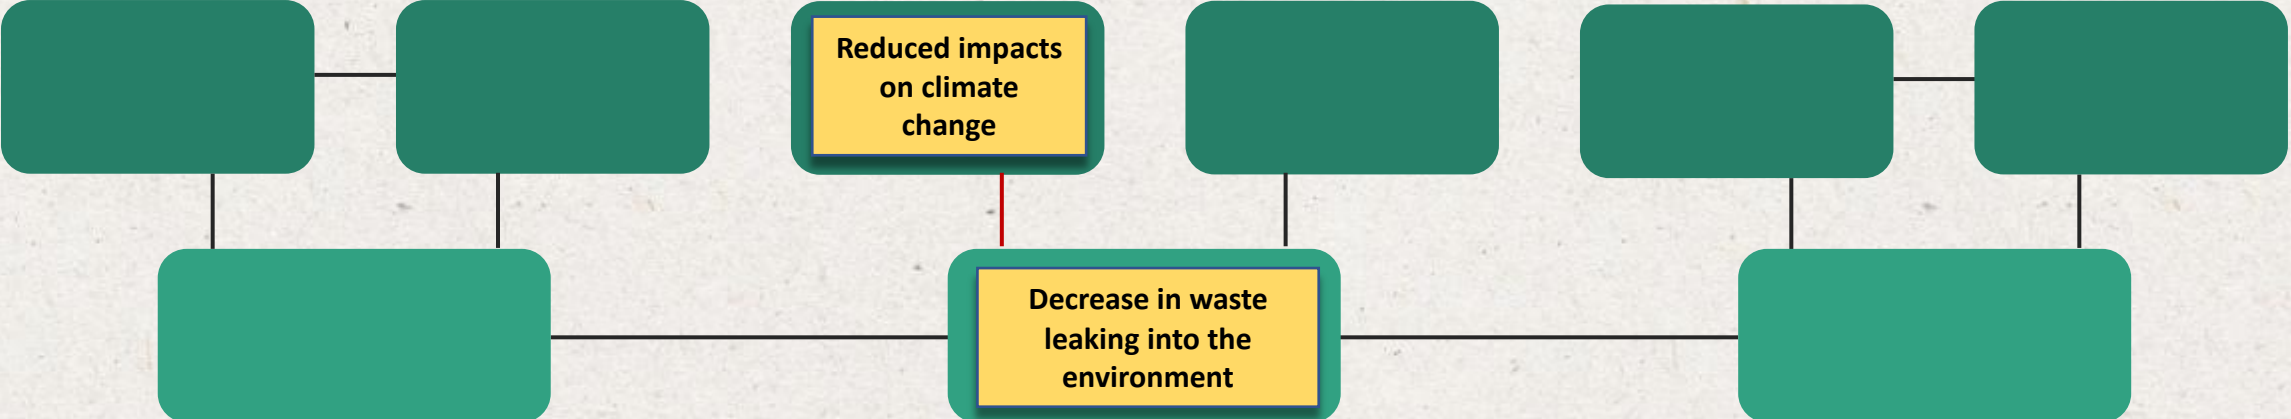 Reduced impacts
on climate
change
Decrease in waste
leaking into the
environment